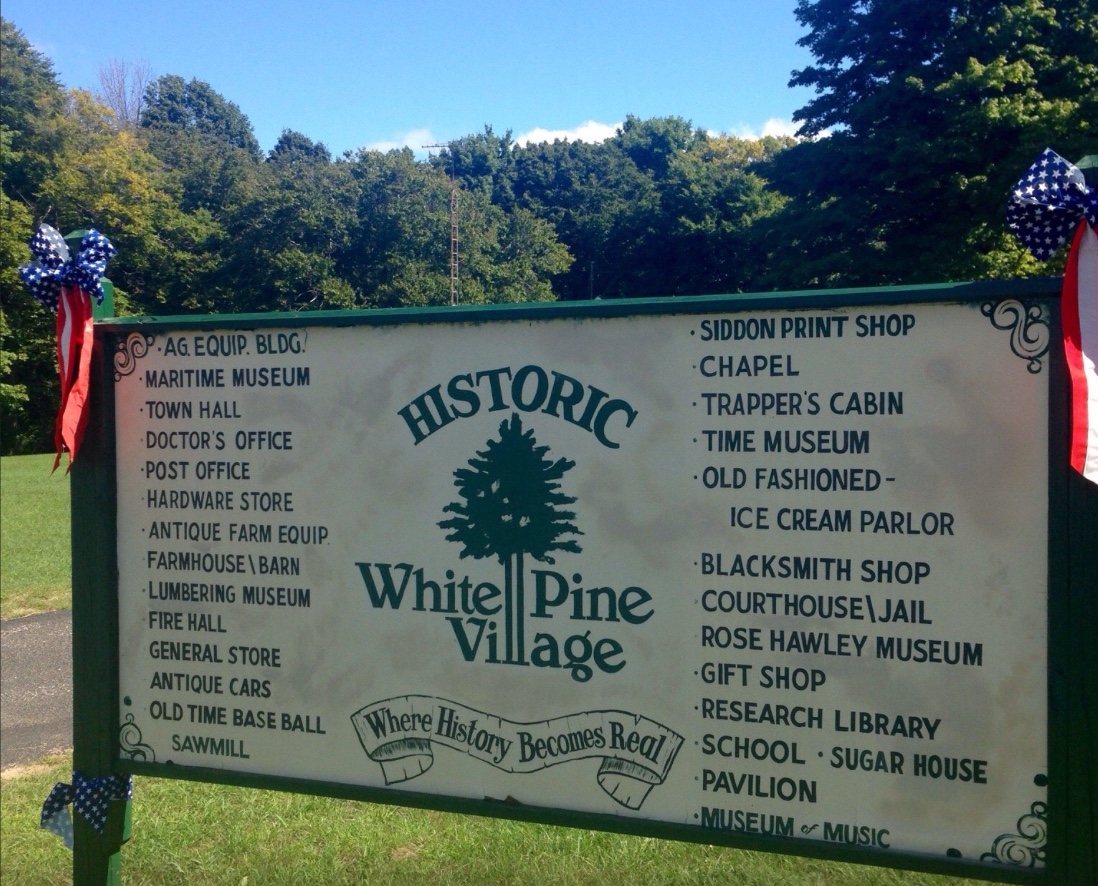 · AG. EQUIP. BLDG.
· MARITIME MUSEUM
· TOWN HALL
· DOCTOR'S OFFICE
· POST OFFICE
· HARDWARE STORE
· ANTIQUE FARM EQUIP.
· FARMHOUSE\BARN
· LUMBERING MUSEUM
· FIRE HALL
GENERAL STORE
ANTIQUE CARS
OLD TIME BASE BALL
SAWMILL
HISTORIC
White Pine
Village
Where History Becomes Real
· SIDDON PRINT SHOP
· CHAPEL
· TRAPPER'S CABIN
· TIME MUSEUM
· OLD FASHIONED-
ICE CREAM PARLOR
· BLACKSMITH SHOP
· COURTHOUSE\JAIL
ROSE HAWLEY MUSEUM
· GIFT SHOP
· RESEARCH LIBRARY
· SCHOOL · SUGAR HOUSE
· PAVILION
· MUSEUM of MUSIC